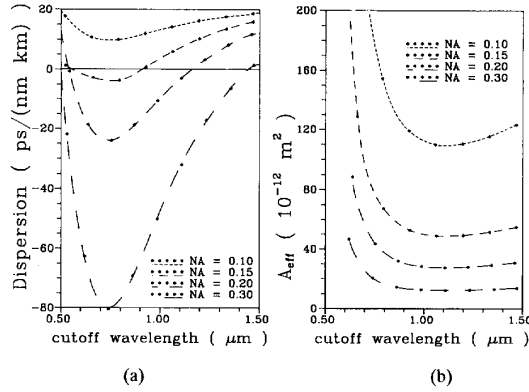 20
0
-20
-40
-60
-80
Dispersion ( ps/(nm km)
NA = 0.10
NA = 0.15
NA = 0.20
NA = 0.30
0.50 1.00 1.50
cutoff wavelength ( μm )
(a)
200
160
120
80
40
0
A eff ( 10-12 m2 )
NA = 0.10
NA = 0.15
NA = 0.20
NA = 0.30
0.50 1.00 1.50
cutoff wavelength ( μm )
(b)